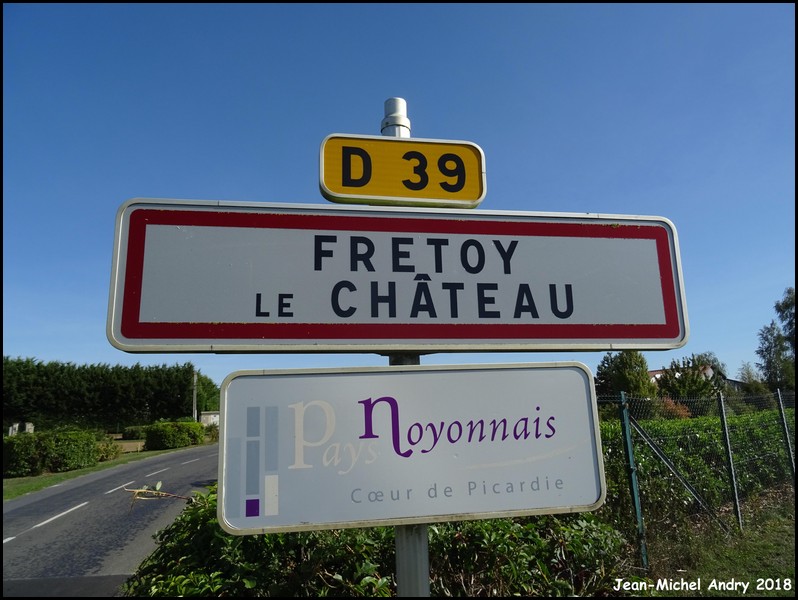 D 39
FRETOY
LE CHÂTEAU
Pays Noyonnais
Cœur de Picardie
Jean-Michel Andry 2018